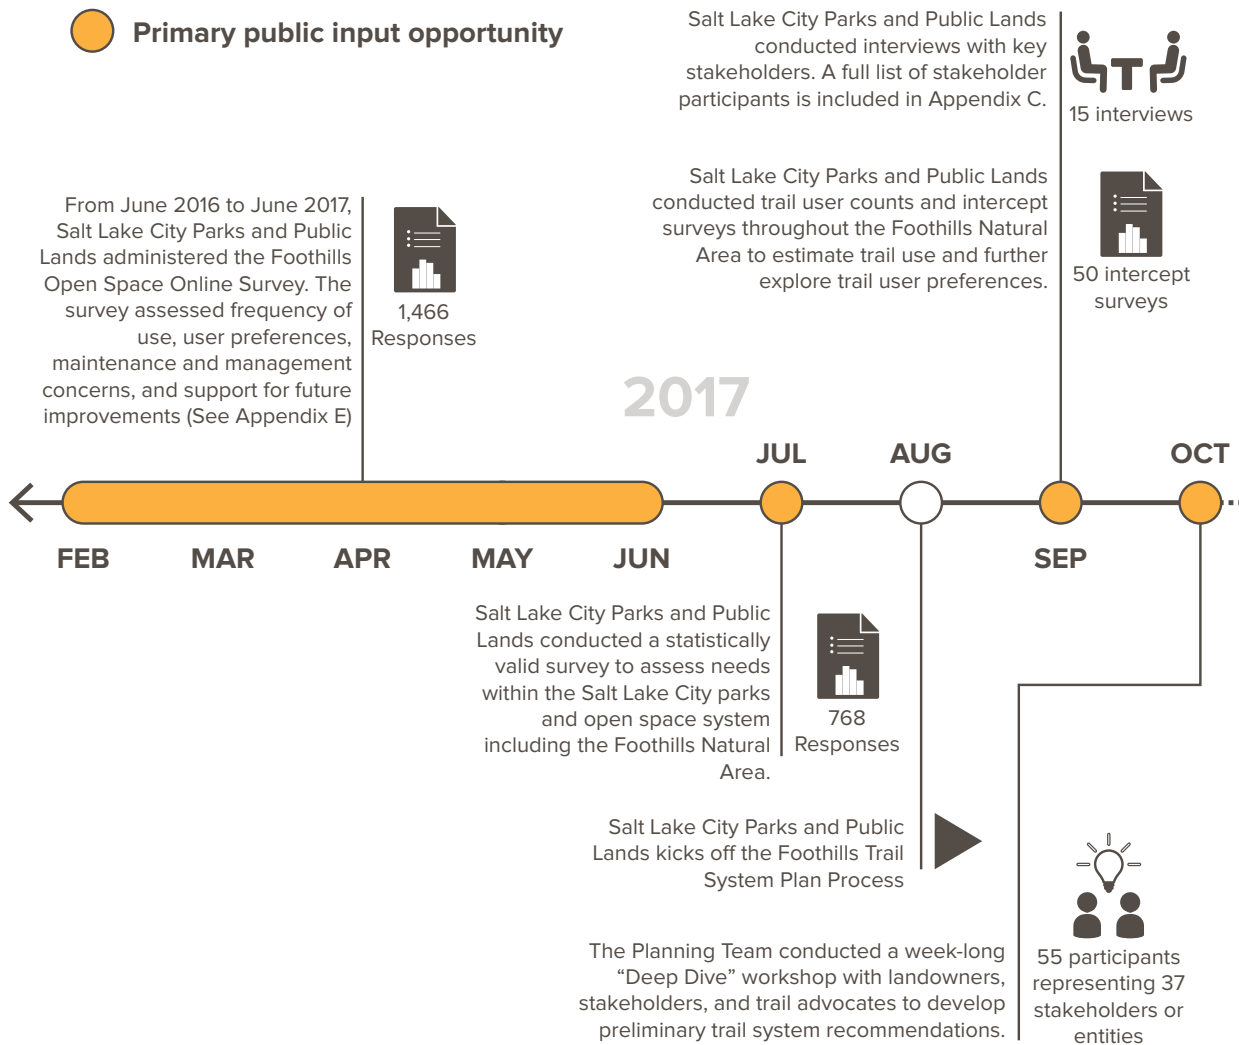 Primary public input opportunity
Salt Lake City Parks and Public Lands
conducted interviews with key
stakeholders. A full list of stakeholder
participants is included in Appendix C.
15 interviews
Salt Lake City Parks and Public Lands
conducted trail user counts and intercept
surveys throughout the Foothills Natural
Area to estimate trail use and further
explore trail user preferences.
50 intercept
surveys
From June 2016 to June 2017,
Salt Lake City Parks and Public
Lands administered the Foothills
Open Space Online Survey. The
survey assessed frequency of
use, user preferences,
maintenance and management
concerns, and support for future
improvements (See Appendix E)
1,466
Responses
2017
JUL
AUG
OCT
FEB
MAR
APR
MAY
JUN
SEP
Salt Lake City Parks and Public
Lands conducted a statistically
valid survey to assess needs
within the Salt Lake City parks
and open space system
including the Foothills Natural
Area.
768
Responses
Salt Lake City Parks and Public
Lands kicks off the Foothills Trail
System Plan Process
The Planning Team conducted a week-long
“Deep Dive” workshop with landowners,
stakeholders, and trail advocates to develop
preliminary trail system recommendations.
55 participants
representing 37
stakeholders or
entities